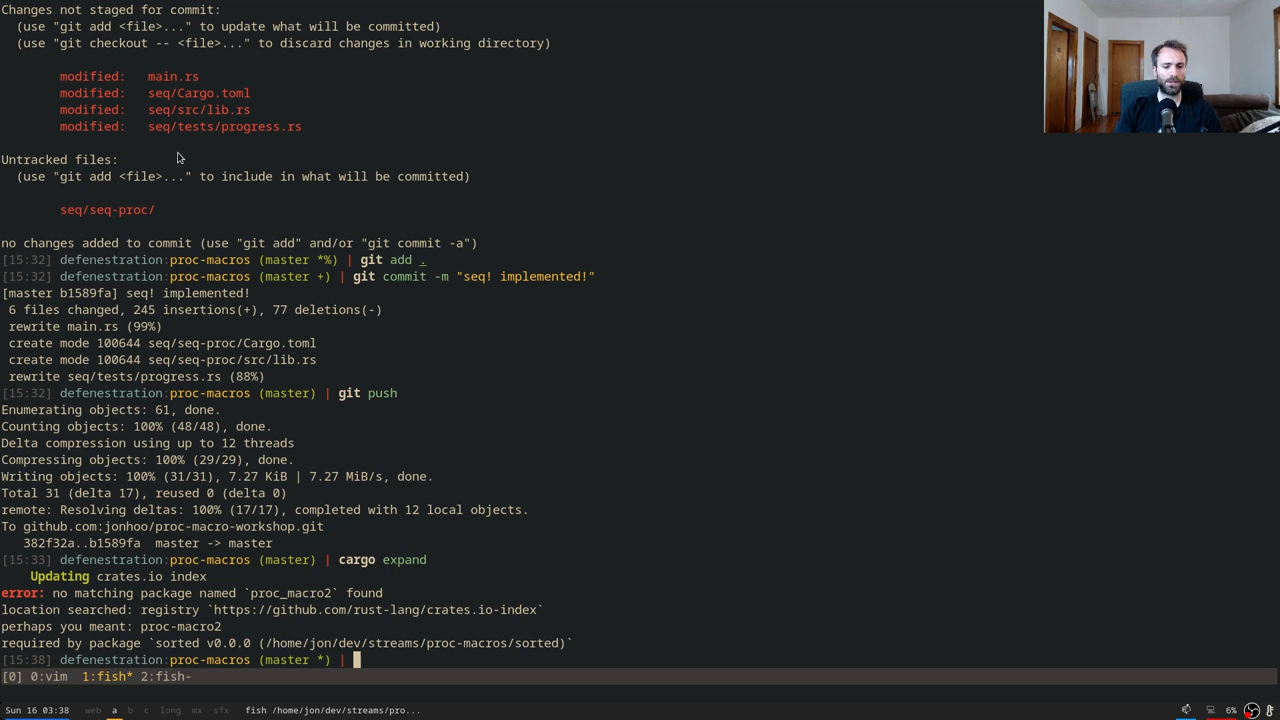 Changes not staged for commit:
  (use "git add <file>..." to update what will be committed)
  (use "git checkout -- <file>..." to discard changes in working directory)
        modified:   main.rs
        modified:   seq/Cargo.toml
        modified:   seq/src/lib.rs
        modified:   seq/tests/progress.rs
Untracked files:
  (use "git add <file>..." to include in what will be committed)
        seq/seq-proc/
no changes added to commit (use "git add" and/or "git commit -a")
[15:32] defenestration:proc-macros (master *%) | git add .
[15:32] defenestration:proc-macros (master +) | git commit -m "seq! implemented!"
[master b1589fa] seq! implemented!
 6 files changed, 245 insertions(+), 77 deletions(-)
 rewrite main.rs (99%)
 create mode 100644 seq/seq-proc/Cargo.toml
 create mode 100644 seq/seq-proc/src/lib.rs
 rewrite seq/tests/progress.rs (88%)
[15:32] defenestration:proc-macros (master) | git push
Enumerating objects: 61, done.
Counting objects: 100% (48/48), done.
Delta compression using up to 12 threads
Compressing objects: 100% (29/29), done.
Writing objects: 100% (31/31), 7.27 KiB | 7.27 MiB/s, done.
Total 31 (delta 17), reused 0 (delta 0)
remote: Resolving deltas: 100% (17/17), completed with 12 local objects.
To github.com:jonhoo/proc-macro-workshop.git
   382f32a..b1589fa  master -> master
[15:33] defenestration:proc-macros (master) | cargo expand
    Updating crates.io index
error: no matching package named `proc_macro2` found
location searched: registry `https://github.com/rust-lang/crates.io-index`
perhaps you meant: proc-macro2
required by package `sorted v0.0.0 (/home/jon/dev/streams/proc-macros/sorted)`
[15:38] defenestration:proc-macros (master *) |
[0] 0:vim  1:fish* 2:fish-
Sun 16 03:38 web a b c long mx sfx fish /home/jon/dev/streams/pro... 6%